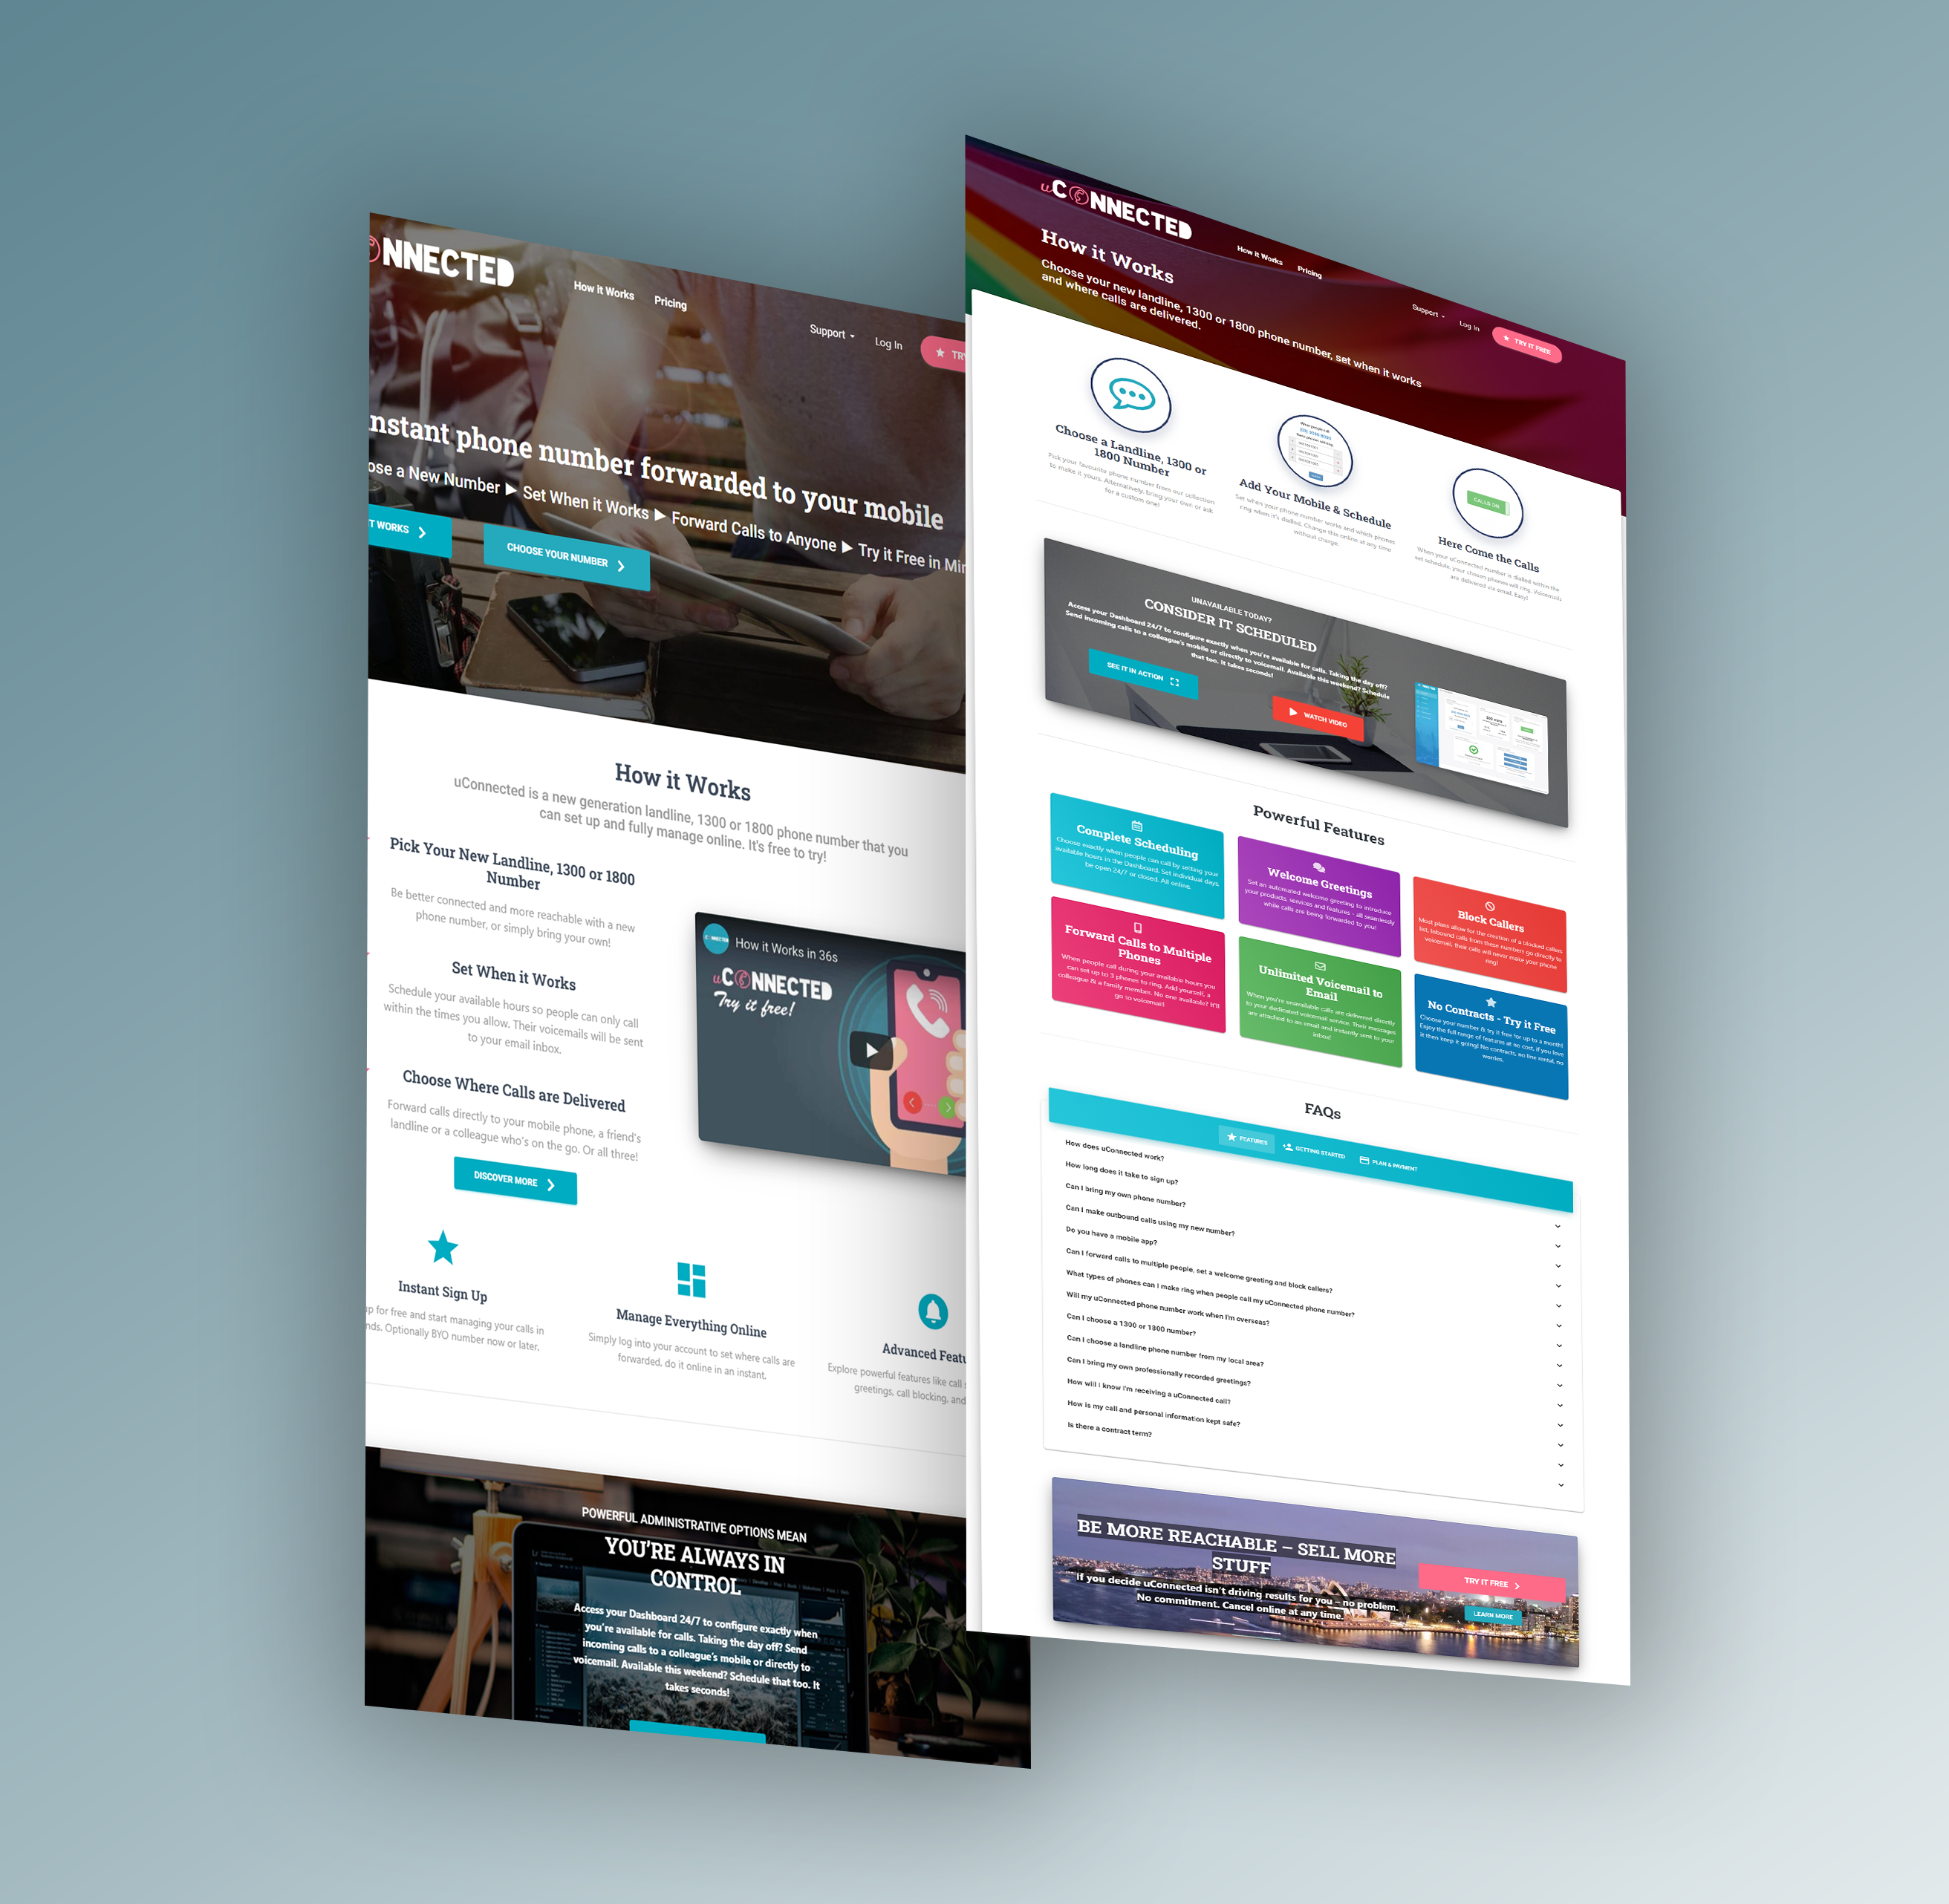 CONNECTED
How it Works
Pricing
Support
Log In
nstant phone number forwarded to your mobile
ose a New Number ▶ Set When it Works ▶ Forward Calls to Anyone ▶ Try it Free in
T WORKS
CHOOSE YOUR NUMBER
How it Works
uConnected is a new generation landline, 1300 or 1800 phone number that you
can set up and fully manage online. It's free to try!
Pick Your New Landline, 1300 or 1800
Number
Be better connected and more reachable with a new
phone number, or simply bring your own!
Set When it Works
Schedule your available hours so people can only call
within the times you allow. Their voicemails will be sent
to your email inbox.
Choose Where Calls are Delivered
Forward calls directly to your mobile phone, a friend's
landline or a colleague who's on the go. Or all three!
DISCOVER MORE
How it Works in 36s
uCONNECTED
Try it free!
Instant Sign Up
p for free and start managing your calls in
nds. Optionally BYO number now or later.
Manage Everything Online
Simply log into your account to set where calls are
forwarded, do it online in an instant.
Advanced Featu
Explore powerful features like call
greetings, call blocking, and
POWERFUL ADMINISTRATIVE OPTIONS MEAN
YOU'RE ALWAYS IN
CONTROL
Access your Dashboard 24/7 to configure exactly when
you're available for calls. Taking the day off? Send
incoming calls to a colleague's mobile or directly to
voicemail. Available this weekend? Schedule that too. It
takes seconds!
uCONNECTED
How it Works
Pricing
Support
Log In
TRY IT FREE
How it Works
Choose your new landline, 1300 or 1800 phone number, set when it works
and where calls are delivered.
Choose a Landline, 1300 or
1800 Number
Pick your favourite phone number from our collection
to make it yours. Alternatively, bring your own or ask
for a custom one!
Add Your Mobile & Schedule
Set when your phone number works and which phones
ring when it's dialled. Change this online at any time
without charge.
CALLS ON
Here Come the Calls
When your uConnected number is dialled within the
set schedule, your chosen phones will ring. Voicemails
are delivered via email. Easy!
UNAVAILABLE TODAY?
CONSIDER IT SCHEDULED
Access your Dashboard 24/7 to configure exactly when you're available for calls. Taking the day off?
Send incoming calls to a colleague's mobile or directly to voicemail. Available this weekend? Schedule
that too. It takes seconds!
SEE IT IN ACTION
WATCH VIDEO
Powerful Features
Complete Scheduling
Choose exactly when people can call by setting your
available hours in the Dashboard. Set individual days,
be open 24/7 or closed. All online.
Welcome Greetings
Set an automated welcome greeting to introduce
your products, services and features - all seamlessly
while calls are being forwarded to you!
Block Callers
Most plans allow for the creation of a blocked callers
list. Inbound calls from these numbers go directly to
voicemail, their calls will never make your phone
ring!
Forward Calls to Multiple
Phones
When people call during your available hours you
can set up to 3 phones to ring. Add yourself, a
colleague & a family member. No one available? It'll
go to voicemail!
Unlimited Voicemail to
Email
When you're unavailable calls are delivered directly
to your dedicated voicemail service. Their messages
are attached to an email and instantly sent to your
inbox!
No Contracts - Try it Free
Choose your number & try it free for up to a month!
Enjoy the full range of features at no cost, if you love
it then keep it going! No contracts, no line rental, no
worries.
FAQs
FEATURES
GETTING STARTED
PLAN & PAYMENT
How does uConnected work?
How long does it take to sign up?
Can I bring my own phone number?
Can I make outbound calls using my new number?
Do you have a mobile app?
Can I forward calls to multiple people, set a welcome greeting and block callers?
What types of phones can I make ring when people call my uConnected phone number?
Will my uConnected phone number work when I'm overseas?
Can I choose a 1300 or 1800 number?
Can I choose a landline phone number from my local area?
Can I bring my own professionally recorded greetings?
How will I know I'm receiving a uConnected call?
How is my call and personal information kept safe?
Is there a contract term?
BE MORE REACHABLE – SELL MORE
STUFF
If you decide uConnected isn't driving results for you – no problem.
No commitment. Cancel online at any time.
TRY IT FREE
LEARN MORE